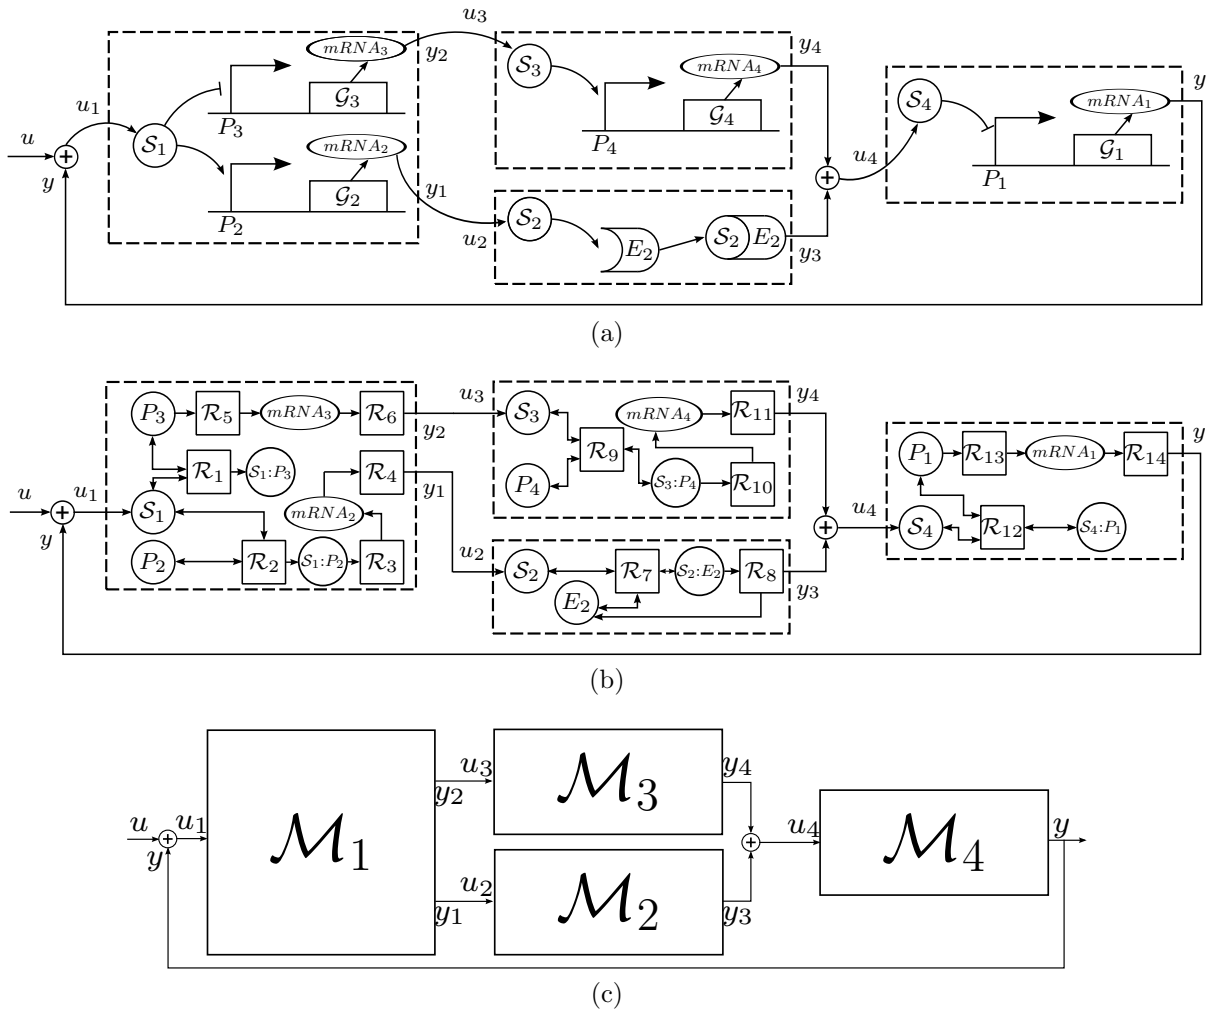 u
y
u₁
𝒮₁
P₃
𝒢₃
mRNA₃
P₂
𝒢₂
mRNA₂
y₂
y₁
u₃
𝒮₃
P₄
𝒢₄
mRNA₄
y₄
u₂
𝒮₂
E₂
𝒮₂ E₂
y₃
u₄
𝒮₄
P₁
𝒢₁
mRNA₁
y
(a)
u
y
u₁
P₃
ℛ₅
mRNA₃
ℛ₆
ℛ₁
𝒮₁:P₃
ℛ₄
𝒮₁
mRNA₂
P₂
ℛ₂
𝒮₁:P₂
ℛ₃
y₂
y₁
u₃
𝒮₃
mRNA₄
ℛ₁₁
ℛ₉
P₄
𝒮₃:P₄
ℛ₁₀
y₄
u₂
𝒮₂
ℛ₇
𝒮₂:E₂
ℛ₈
E₂
y₃
u₄
P₁
ℛ₁₃
mRNA₁
ℛ₁₄
𝒮₄
ℛ₁₂
𝒮₄:P₁
y
(b)
u
y
u₁
ℳ₁
u₃
y₂
ℳ₃
y₄
u₂
y₁
ℳ₂
y₃
u₄
ℳ₄
y
(c)